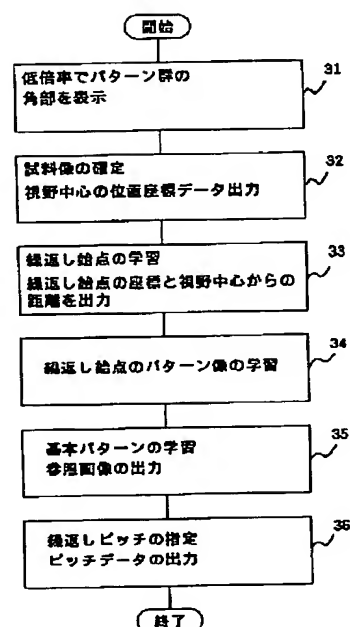 開始
低倍率でパターン群の
角部を表示
31
試料像の確定
視野中心の位置座標データ出力
32
繰返し始点の学習
繰返し始点の座標と視野中心からの
距離を出力
33
繰返し始点のパターン像の学習
34
基本パターンの学習
参照画像の出力
35
繰返しピッチの指定
ピッチデータの出力
36
終了